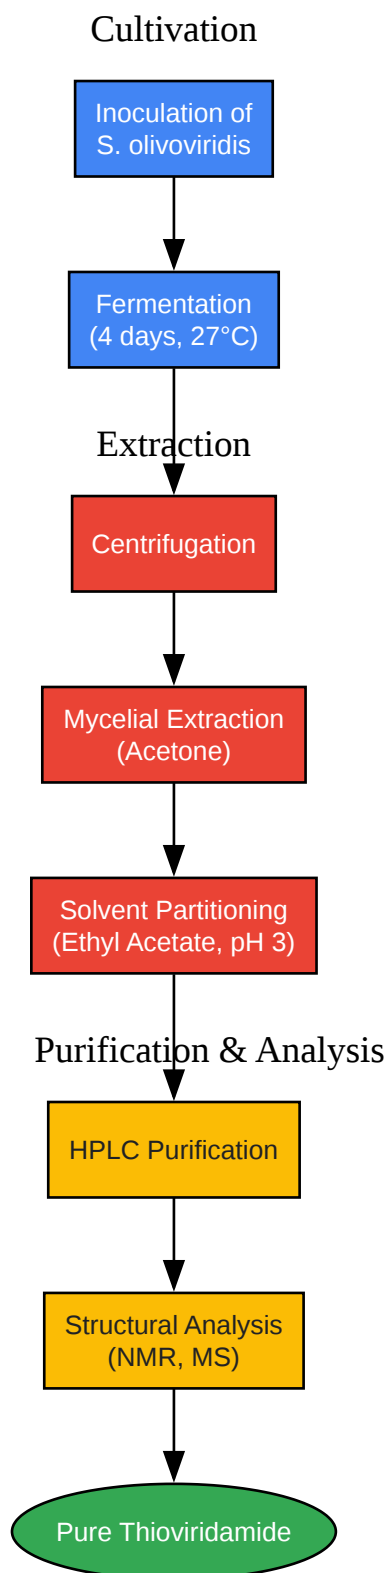 Cultivation
Inoculation of
S. olivoviridis
Fermentation
(4 days, 27°C)
Extraction
Centrifugation
Mycelial Extraction
(Acetone)
Solvent Partitioning
(Ethyl Acetate, pH 3)
Purification & Analysis
HPLC Purification
Structural Analysis
(NMR, MS)
Pure Thioviridamide